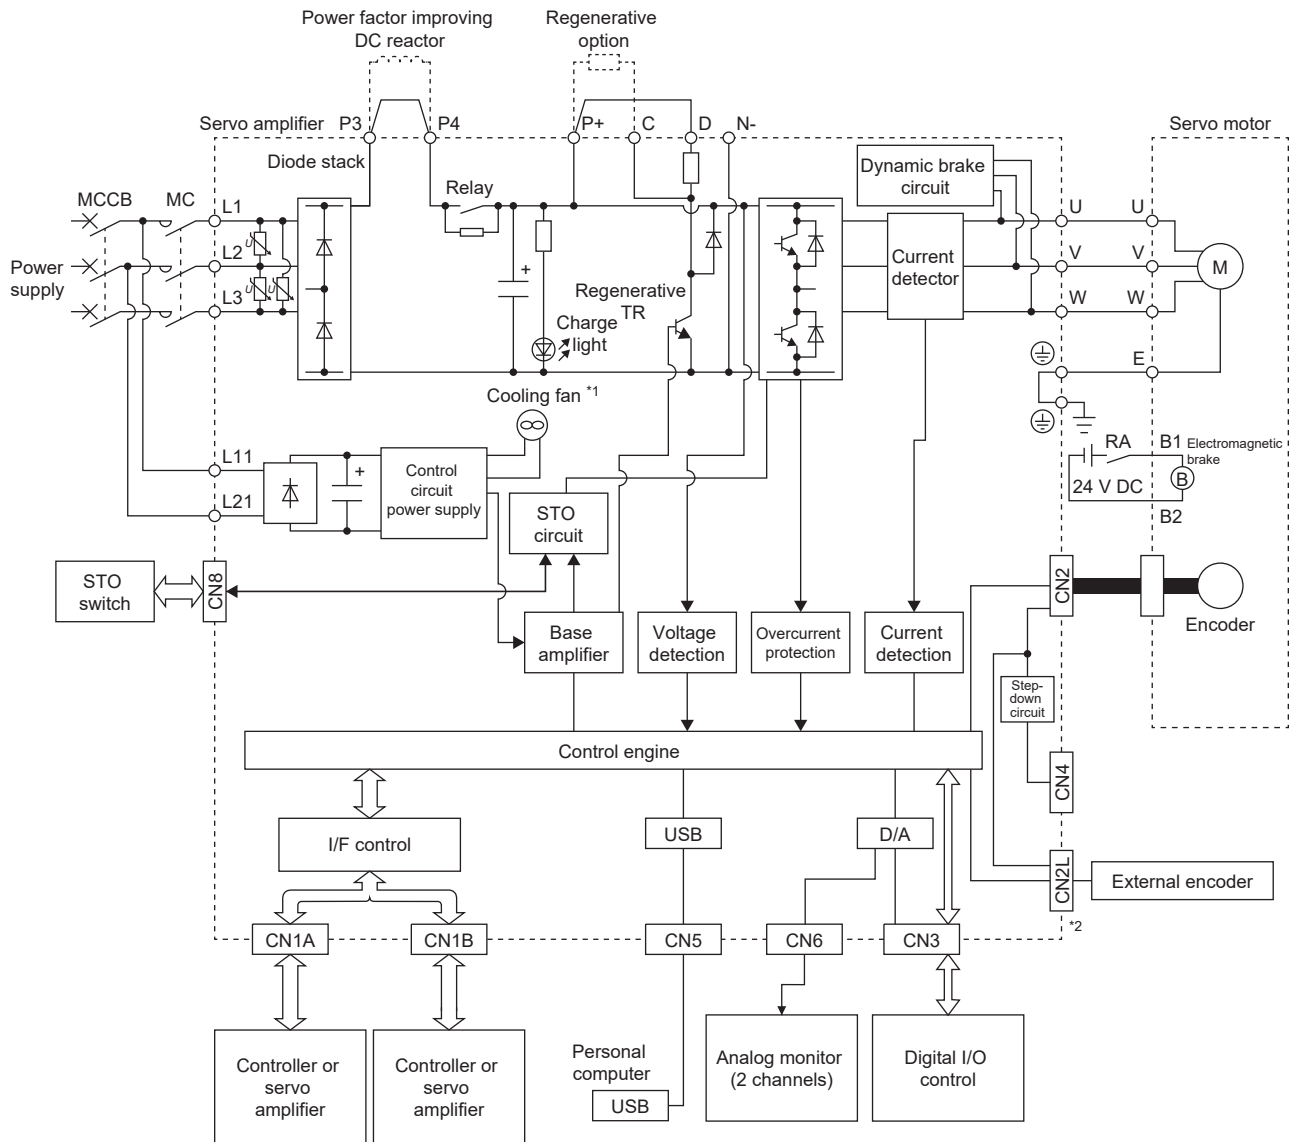 Power factor improving
DC reactor
Regenerative
option
Servo amplifier
P3
P4
P+
C
D
N-
Servo motor
Diode stack
Dynamic brake
circuit
MCCB
MC
L1
Relay
U
U
U
L2
Current
detector
V
V
M
Power
supply
+
U
U
L3
Regenerative
TR
W
W
Charge
light
E
Cooling fan *1
RA
B1
Electromagnetic
brake
L11
+
Control
circuit
power supply
24 V DC
B
L21
STO
circuit
B2
STO
switch
CN8
CN2
Encoder
Base
amplifier
Voltage
detection
Overcurrent
protection
Current
detection
Step-
down
circuit
Control engine
CN4
I/F control
USB
D/A
CN2L
External encoder
*2
CN1A
CN1B
CN5
CN6
CN3
Controller or
servo
amplifier
Controller or
servo
amplifier
Personal
computer
USB
Analog monitor
(2 channels)
Digital I/O
control